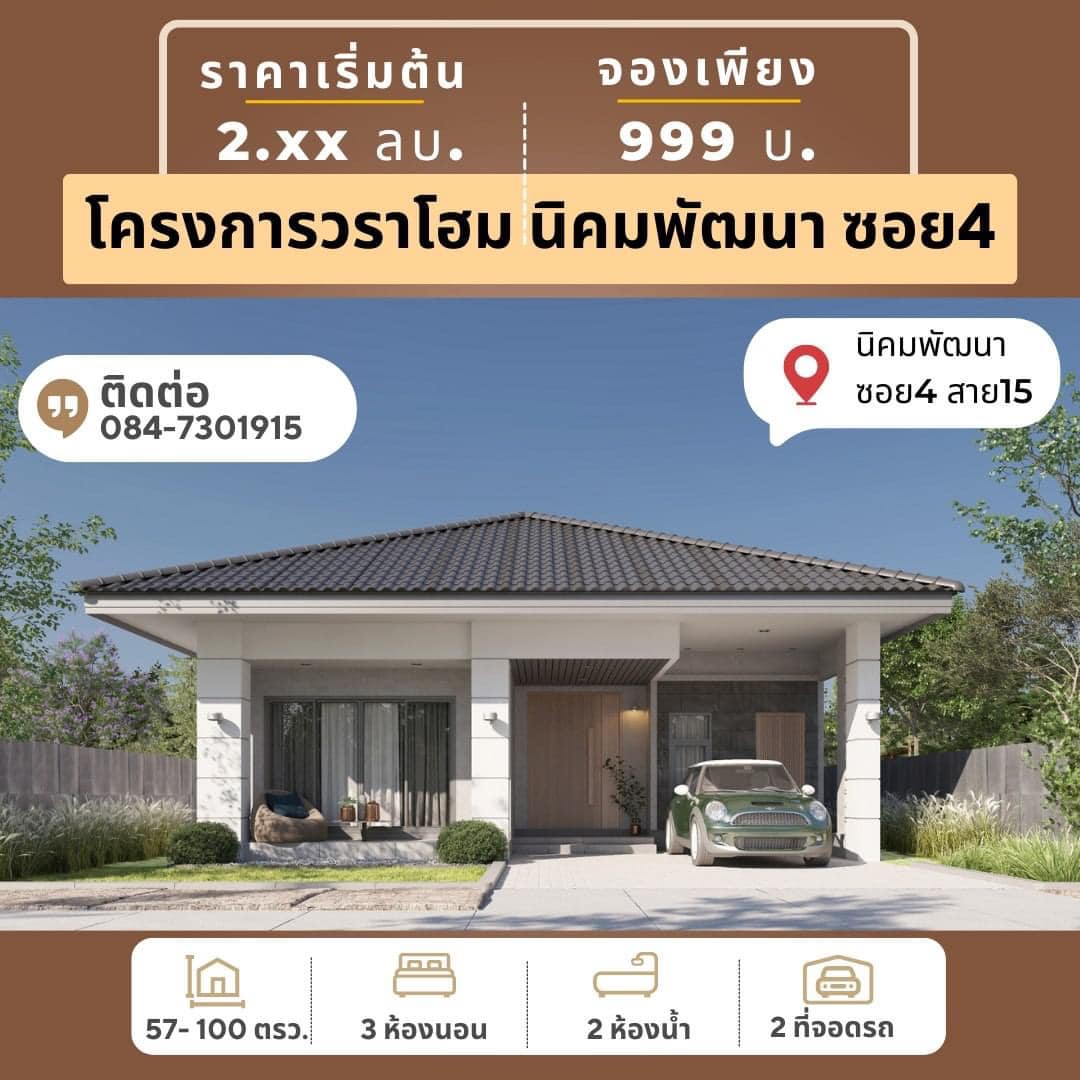 ราคาเริ่มต้น
2.xx ลบ.
จองเพียง
999 บ.
โครงการวราโฮม นิคมพัฒนา ซอย4
ติดต่อ
084-7301915
นิคมพัฒนา
ซอย4 สาย15
57- 100 ตรว.
3 ห้องนอน
2 ห้องน้ำ
2 ที่จอดรถ